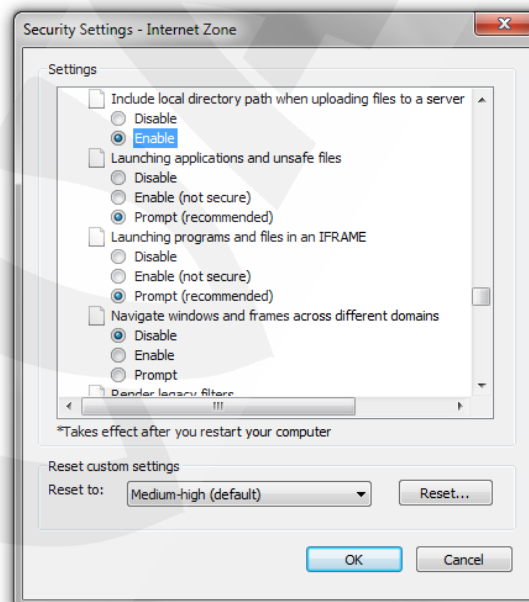 Security Settings - Internet Zone
Settings
Include local directory path when uploading files to a server
Disable
Enable
Launching applications and unsafe files
Disable
Enable (not secure)
Prompt (recommended)
Launching programs and files in an IFRAME
Disable
Enable (not secure)
Prompt (recommended)
Navigate windows and frames across different domains
Disable
Enable
Prompt
Render legacy filters
*Takes effect after you restart your computer
Reset custom settings
Reset to: Medium-high (default) Reset...
OK Cancel